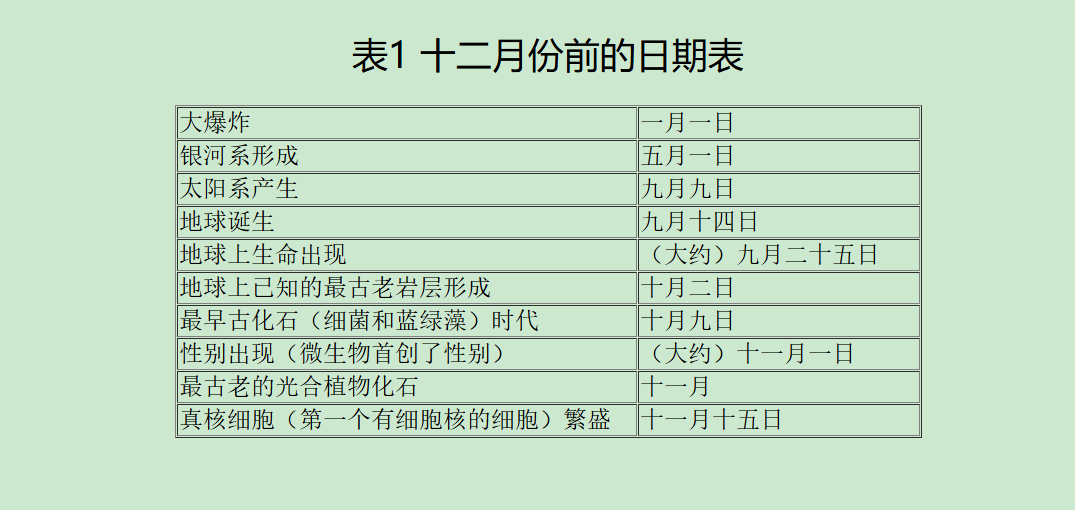 表1 十二月份前的日期表
大爆炸 一月一日
银河系形成 五月一日
太阳系产生 九月九日
地球诞生 九月十四日
地球上生命出现 （大约）九月二十五日
地球上已知的最古老岩层形成 十月二日
最早古化石（细菌和蓝绿藻）时代 十月九日
性别出现（微生物首创了性别） （大约）十一月一日
最古老的光合植物化石 十一月
真核细胞（第一个有细胞核的细胞）繁盛 十一月十五日